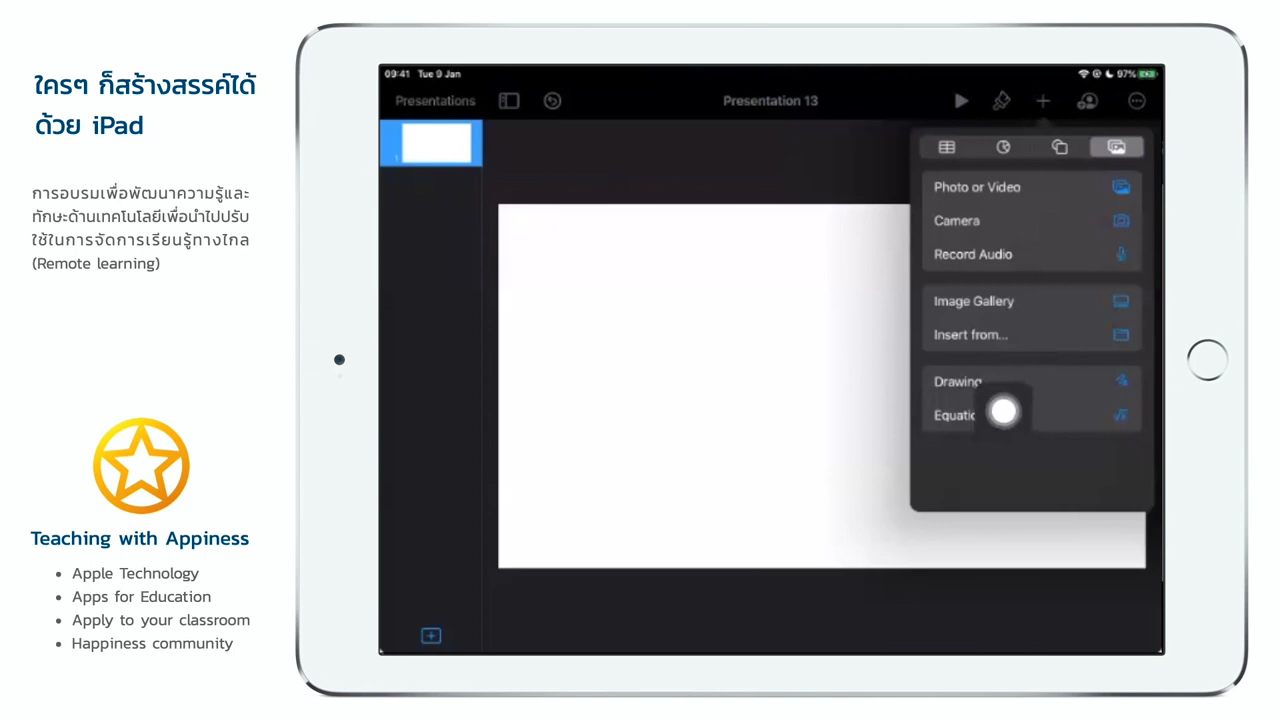 ใครๆ ก็สร้างสรรค์ได้
ด้วย iPad
การอบรมเพื่อพัฒนาความรู้และ
ทักษะด้านเทคโนโลยีเพื่อนำไปปรับ
ใช้ในการจัดการเรียนรู้ทางไกล
(Remote learning)
Teaching with Appiness
• Apple Technology
• Apps for Education
• Apply to your classroom
• Happiness community
09:41 Tue 9 Jan 97%
Presentations Presentation 13
1
Photo or Video
Camera
Record Audio
Image Gallery
Insert from...
Drawing
Equatio